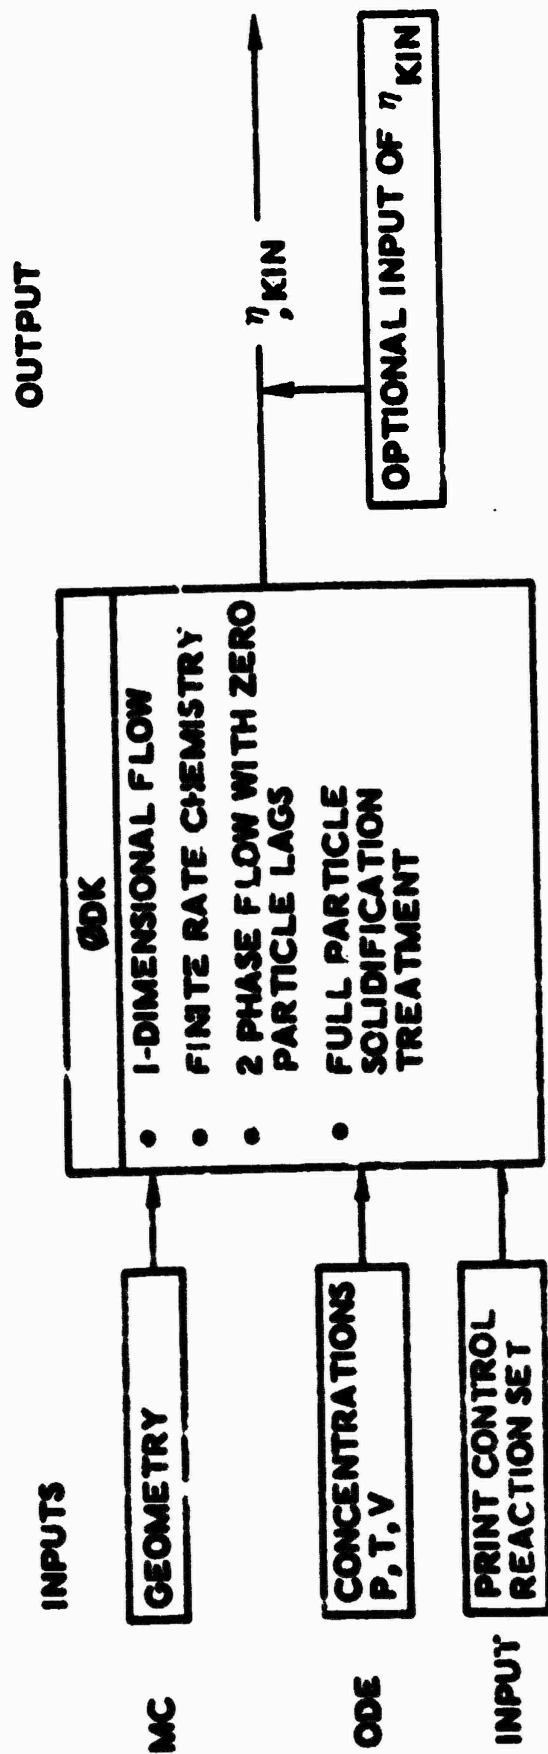 INPUTS
OUTPUT
MC
GEOMETRY
ODE
CONCENTRATIONS
P, T, V
INPUT
PRINT CONTROL
REACTION SET
ØDK
• 1-DIMENSIONAL FLOW
• FINITE RATE CHEMISTRY
• 2 PHASE FLOW WITH ZERO
PARTICLE LAGS
• FULL PARTICLE
SOLIDIFICATION
TREATMENT
η,KIN
OPTIONAL INPUT OF η KIN